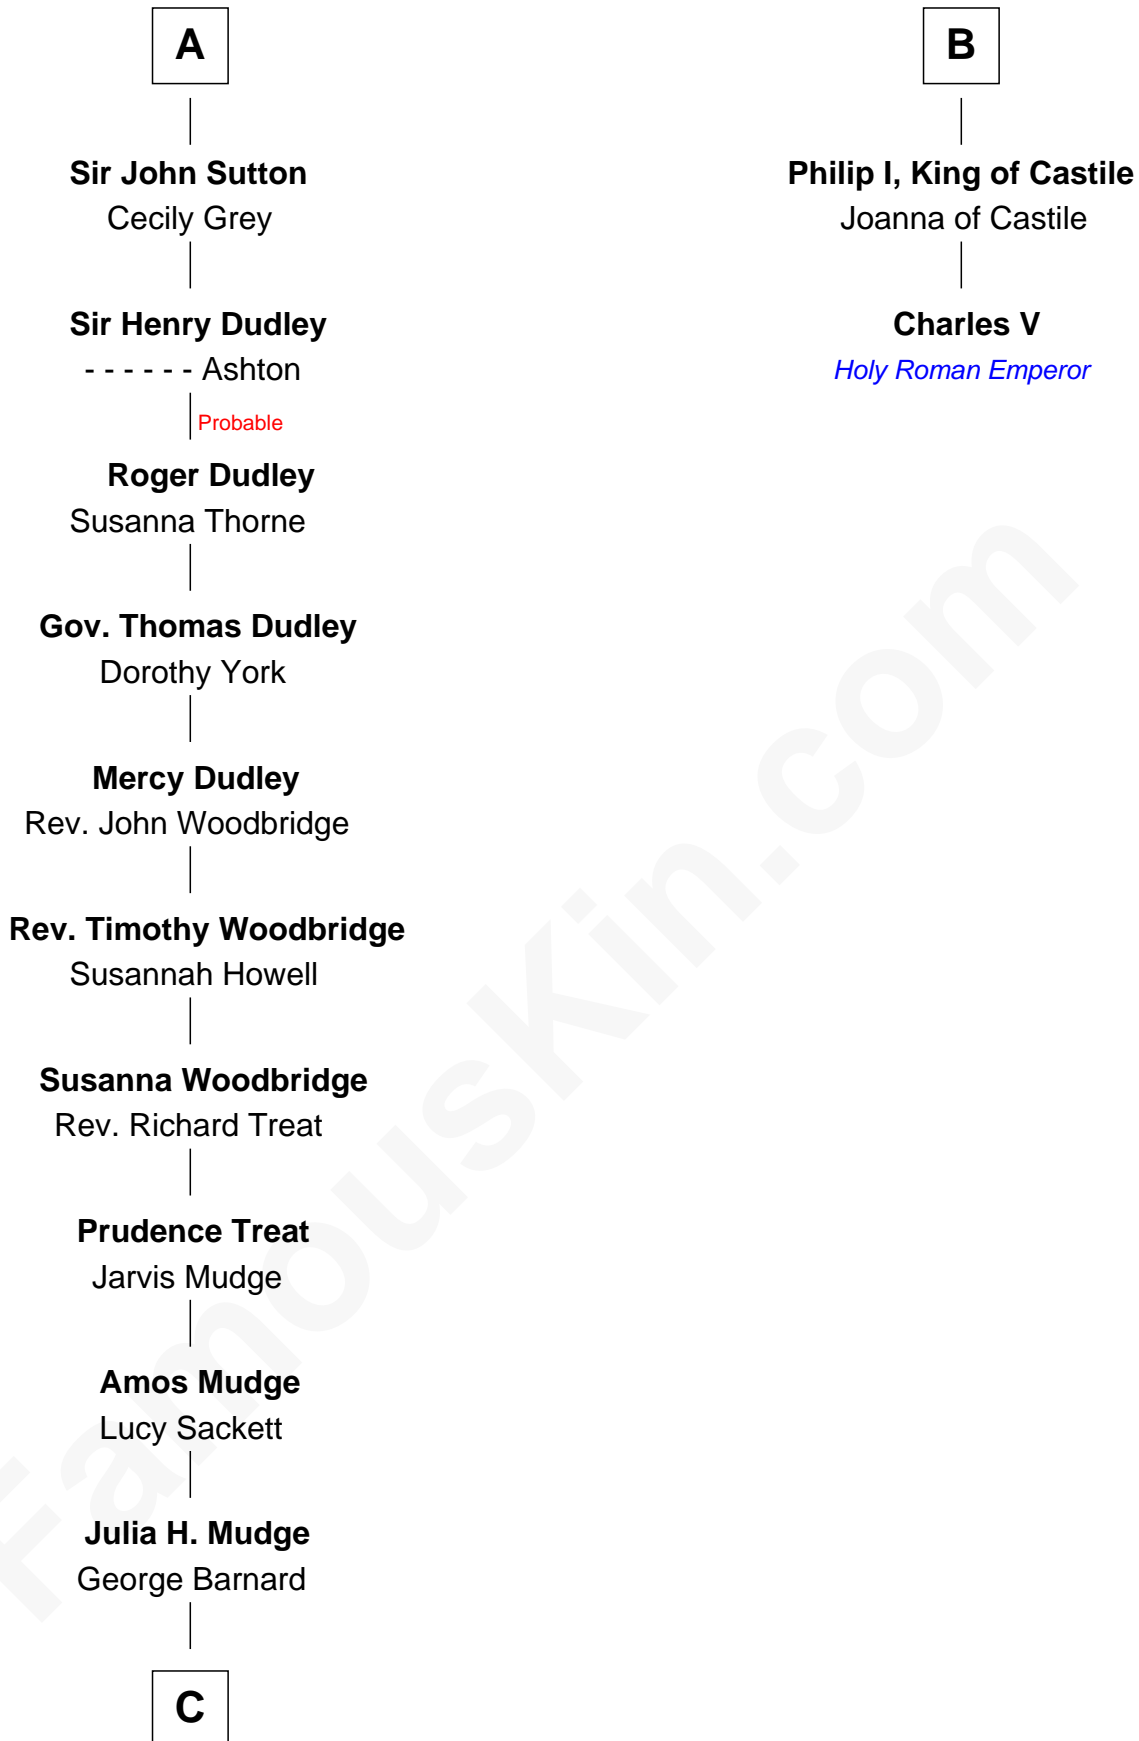 A
Sir John Sutton
Cecily Grey
Sir Henry Dudley
- - - - - - Ashton
Probable
Roger Dudley
Susanna Thorne
Gov. Thomas Dudley
Dorothy York
Mercy Dudley
Rev. John Woodbridge
Rev. Timothy Woodbridge
Susannah Howell
Susanna Woodbridge
Rev. Richard Treat
Prudence Treat
Jarvis Mudge
Amos Mudge
Lucy Sackett
Julia H. Mudge
George Barnard
C
B
Philip I, King of Castile
Joanna of Castile
Charles V
Holy Roman Emperor
FamousKin.com